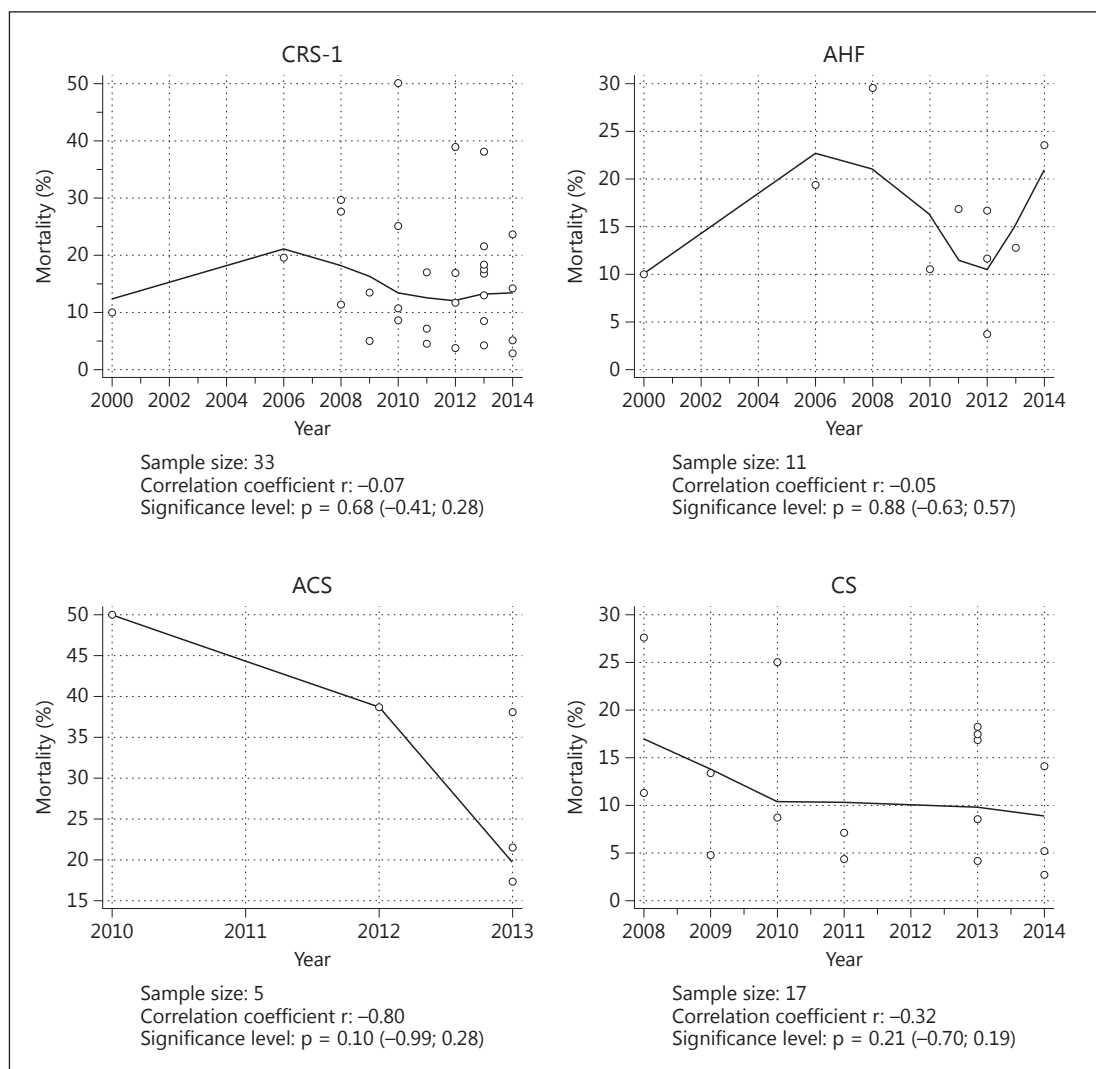 CRS-1
50
40
30
20
10
0
Mortality (%)
2000 2002 2004 2006 2008 2010 2012 2014
Year
Sample size: 33
Correlation coefficient r: –0.07
Significance level: p = 0.68 (–0.41; 0.28)
AHF
30
25
20
15
10
5
0
Mortality (%)
2000 2002 2004 2006 2008 2010 2012 2014
Year
Sample size: 11
Correlation coefficient r: –0.05
Significance level: p = 0.88 (–0.63; 0.57)
ACS
50
45
40
35
30
25
20
15
Mortality (%)
2010 2011 2012 2013
Year
Sample size: 5
Correlation coefficient r: –0.80
Significance level: p = 0.10 (–0.99; 0.28)
CS
30
25
20
15
10
5
0
Mortality (%)
2008 2009 2010 2011 2012 2013 2014
Year
Sample size: 17
Correlation coefficient r: –0.32
Significance level: p = 0.21 (–0.70; 0.19)